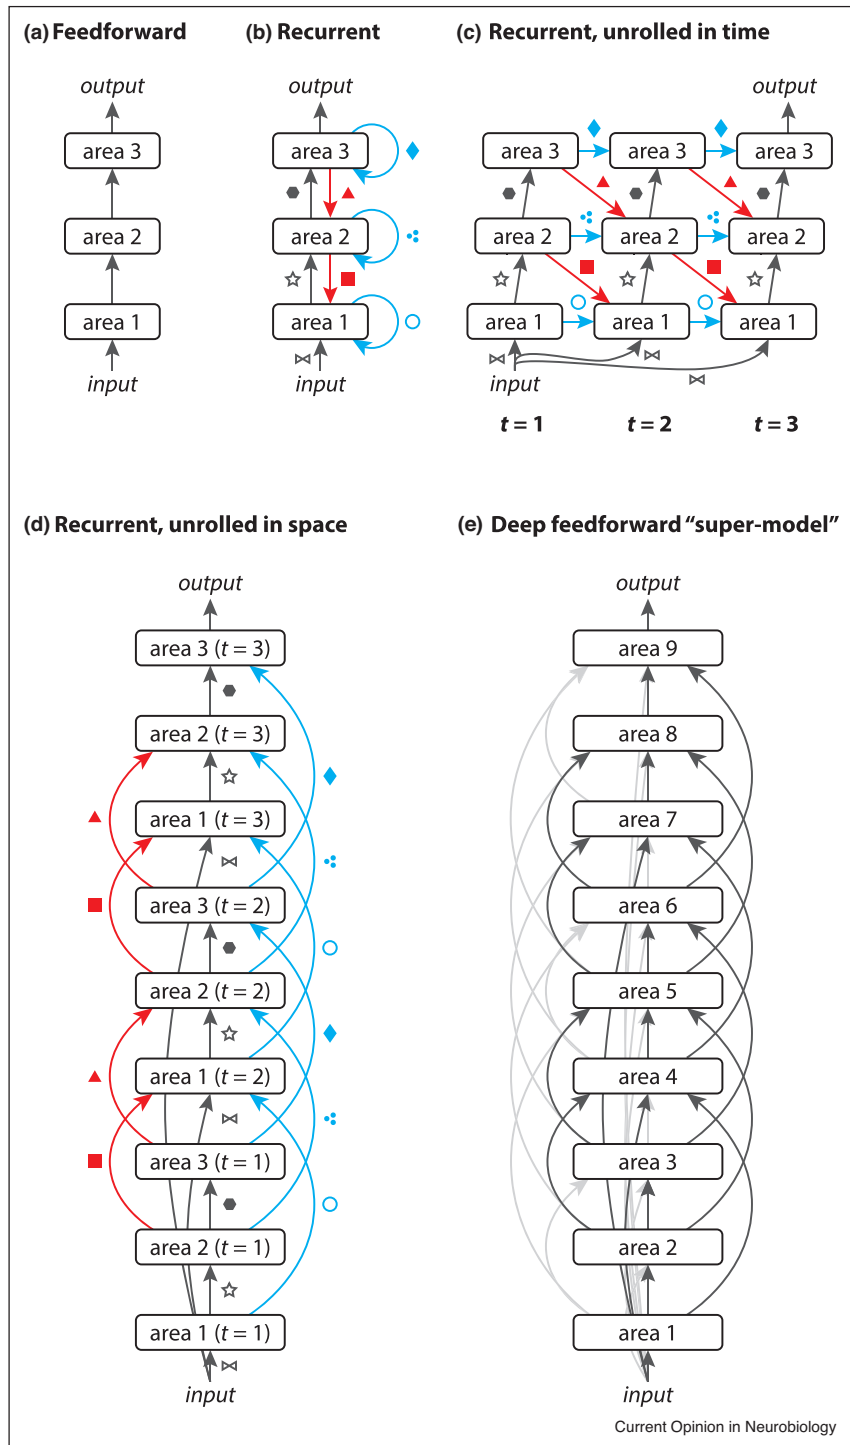 (a) Feedforward (b) Recurrent (c) Recurrent, unrolled in time
output output output
area 3 area 3 area 3 area 3 area 3
area 2 area 2 area 2 area 2 area 2
area 1 area 1 area 1 area 1 area 1
input input input
t = 1 t = 2 t = 3
(d) Recurrent, unrolled in space
output
area 3 (t = 3)
area 2 (t = 3)
area 1 (t = 3)
area 3 (t = 2)
area 2 (t = 2)
area 1 (t = 2)
area 3 (t = 1)
area 2 (t = 1)
area 1 (t = 1)
input
(e) Deep feedforward “super-model”
output
area 9
area 8
area 7
area 6
area 5
area 4
area 3
area 2
area 1
input
Current Opinion in Neurobiology